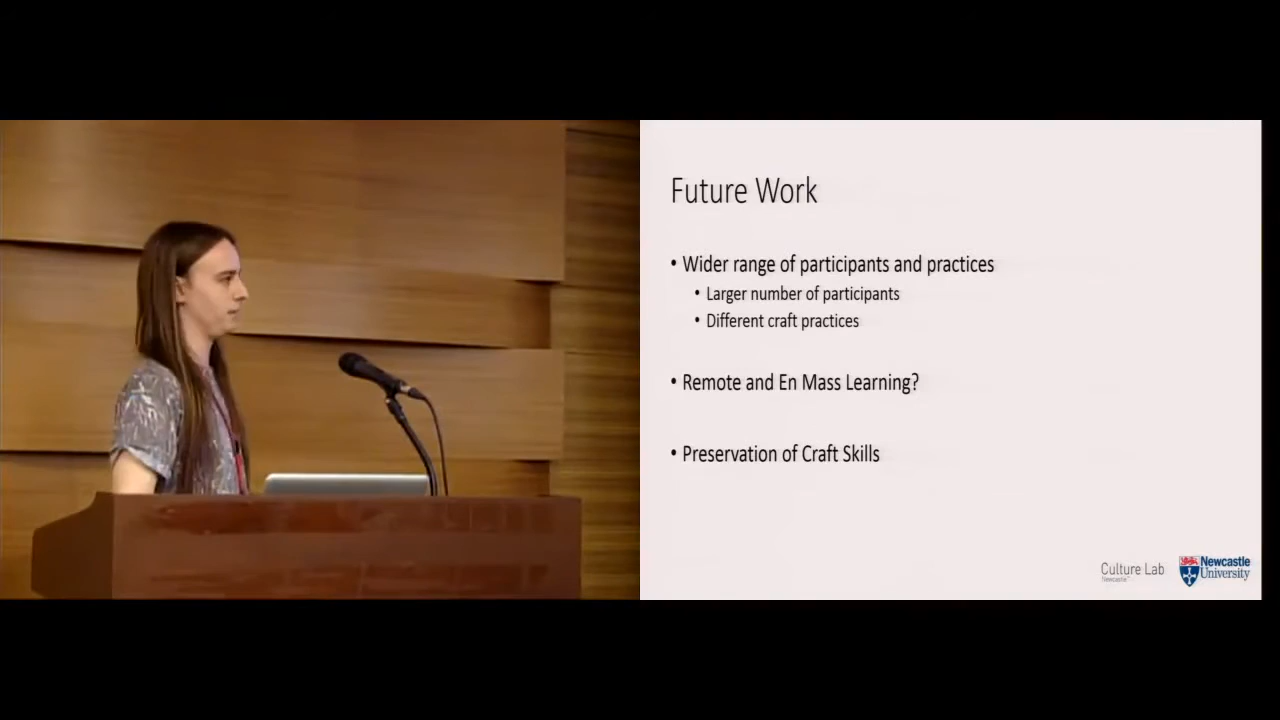 Future Work
• Wider range of participants and practices
• Larger number of participants
• Different craft practices
• Remote and En Mass Learning?
• Preservation of Craft Skills
Culture Lab
Newcastle
Newcastle
University